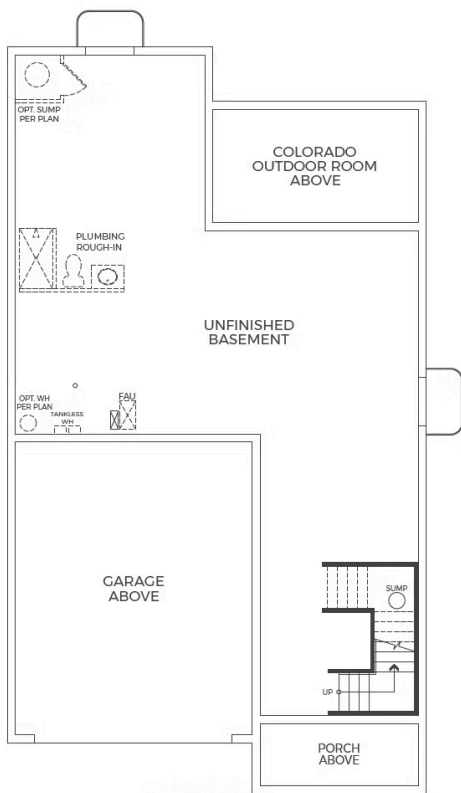 OPT. SUMP
PER PLAN
COLORADO
OUTDOOR ROOM
ABOVE
PLUMBING
ROUGH-IN
UNFINISHED
BASEMENT
OPT. WH
PER PLAN
TANKLESS
WH
FAU
GARAGE
ABOVE
SUMP
UP
PORCH
ABOVE